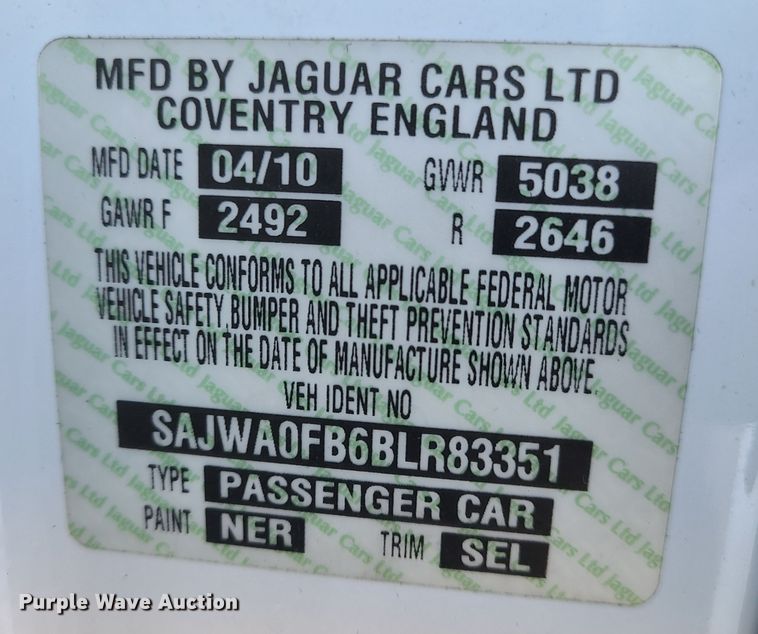 MFD BY JAGUAR CARS LTD
COVENTRY ENGLAND
MFD DATE 04/10 GVWR 5038
GAWR F 2492 R 2646
THIS VEHICLE CONFORMS TO ALL APPLICABLE FEDERAL MOTOR
VEHICLE SAFETY,BUMPER AND THEFT PREVENTION STANDARDS
IN EFFECT ON THE DATE OF MANUFACTURE SHOWN ABOVE.
VEH IDENT NO
SAJWA0FB6BLR83351
TYPE PASSENGER CAR
PAINT NER TRIM SEL
Purple Wave Auction